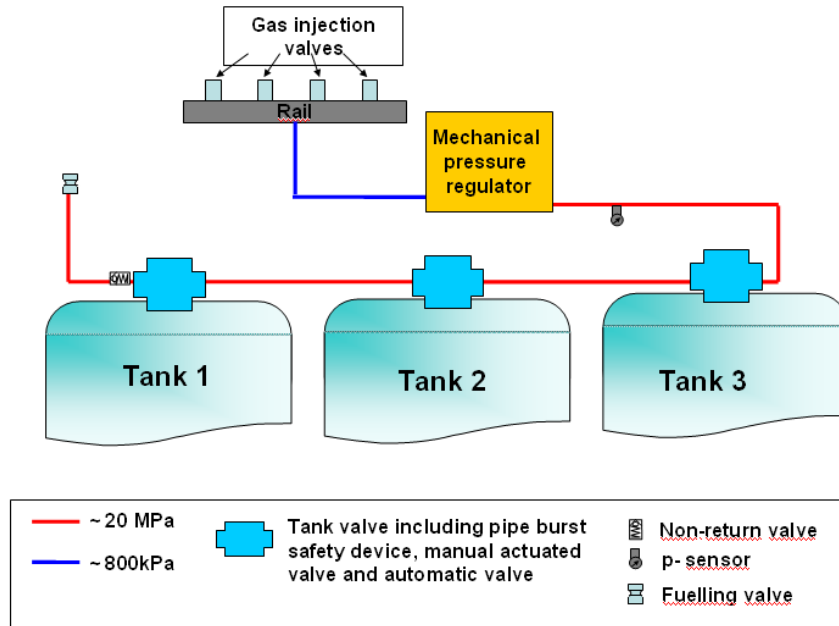 Gas injection
valves
Rail
Mechanical
pressure
regulator
Tank 1
Tank 2
Tank 3
~ 20 MPa
~800kPa
Tank valve including pipe burst
safety device, manual actuated
valve and automatic valve
Non-return valve
p- sensor
Fuelling valve